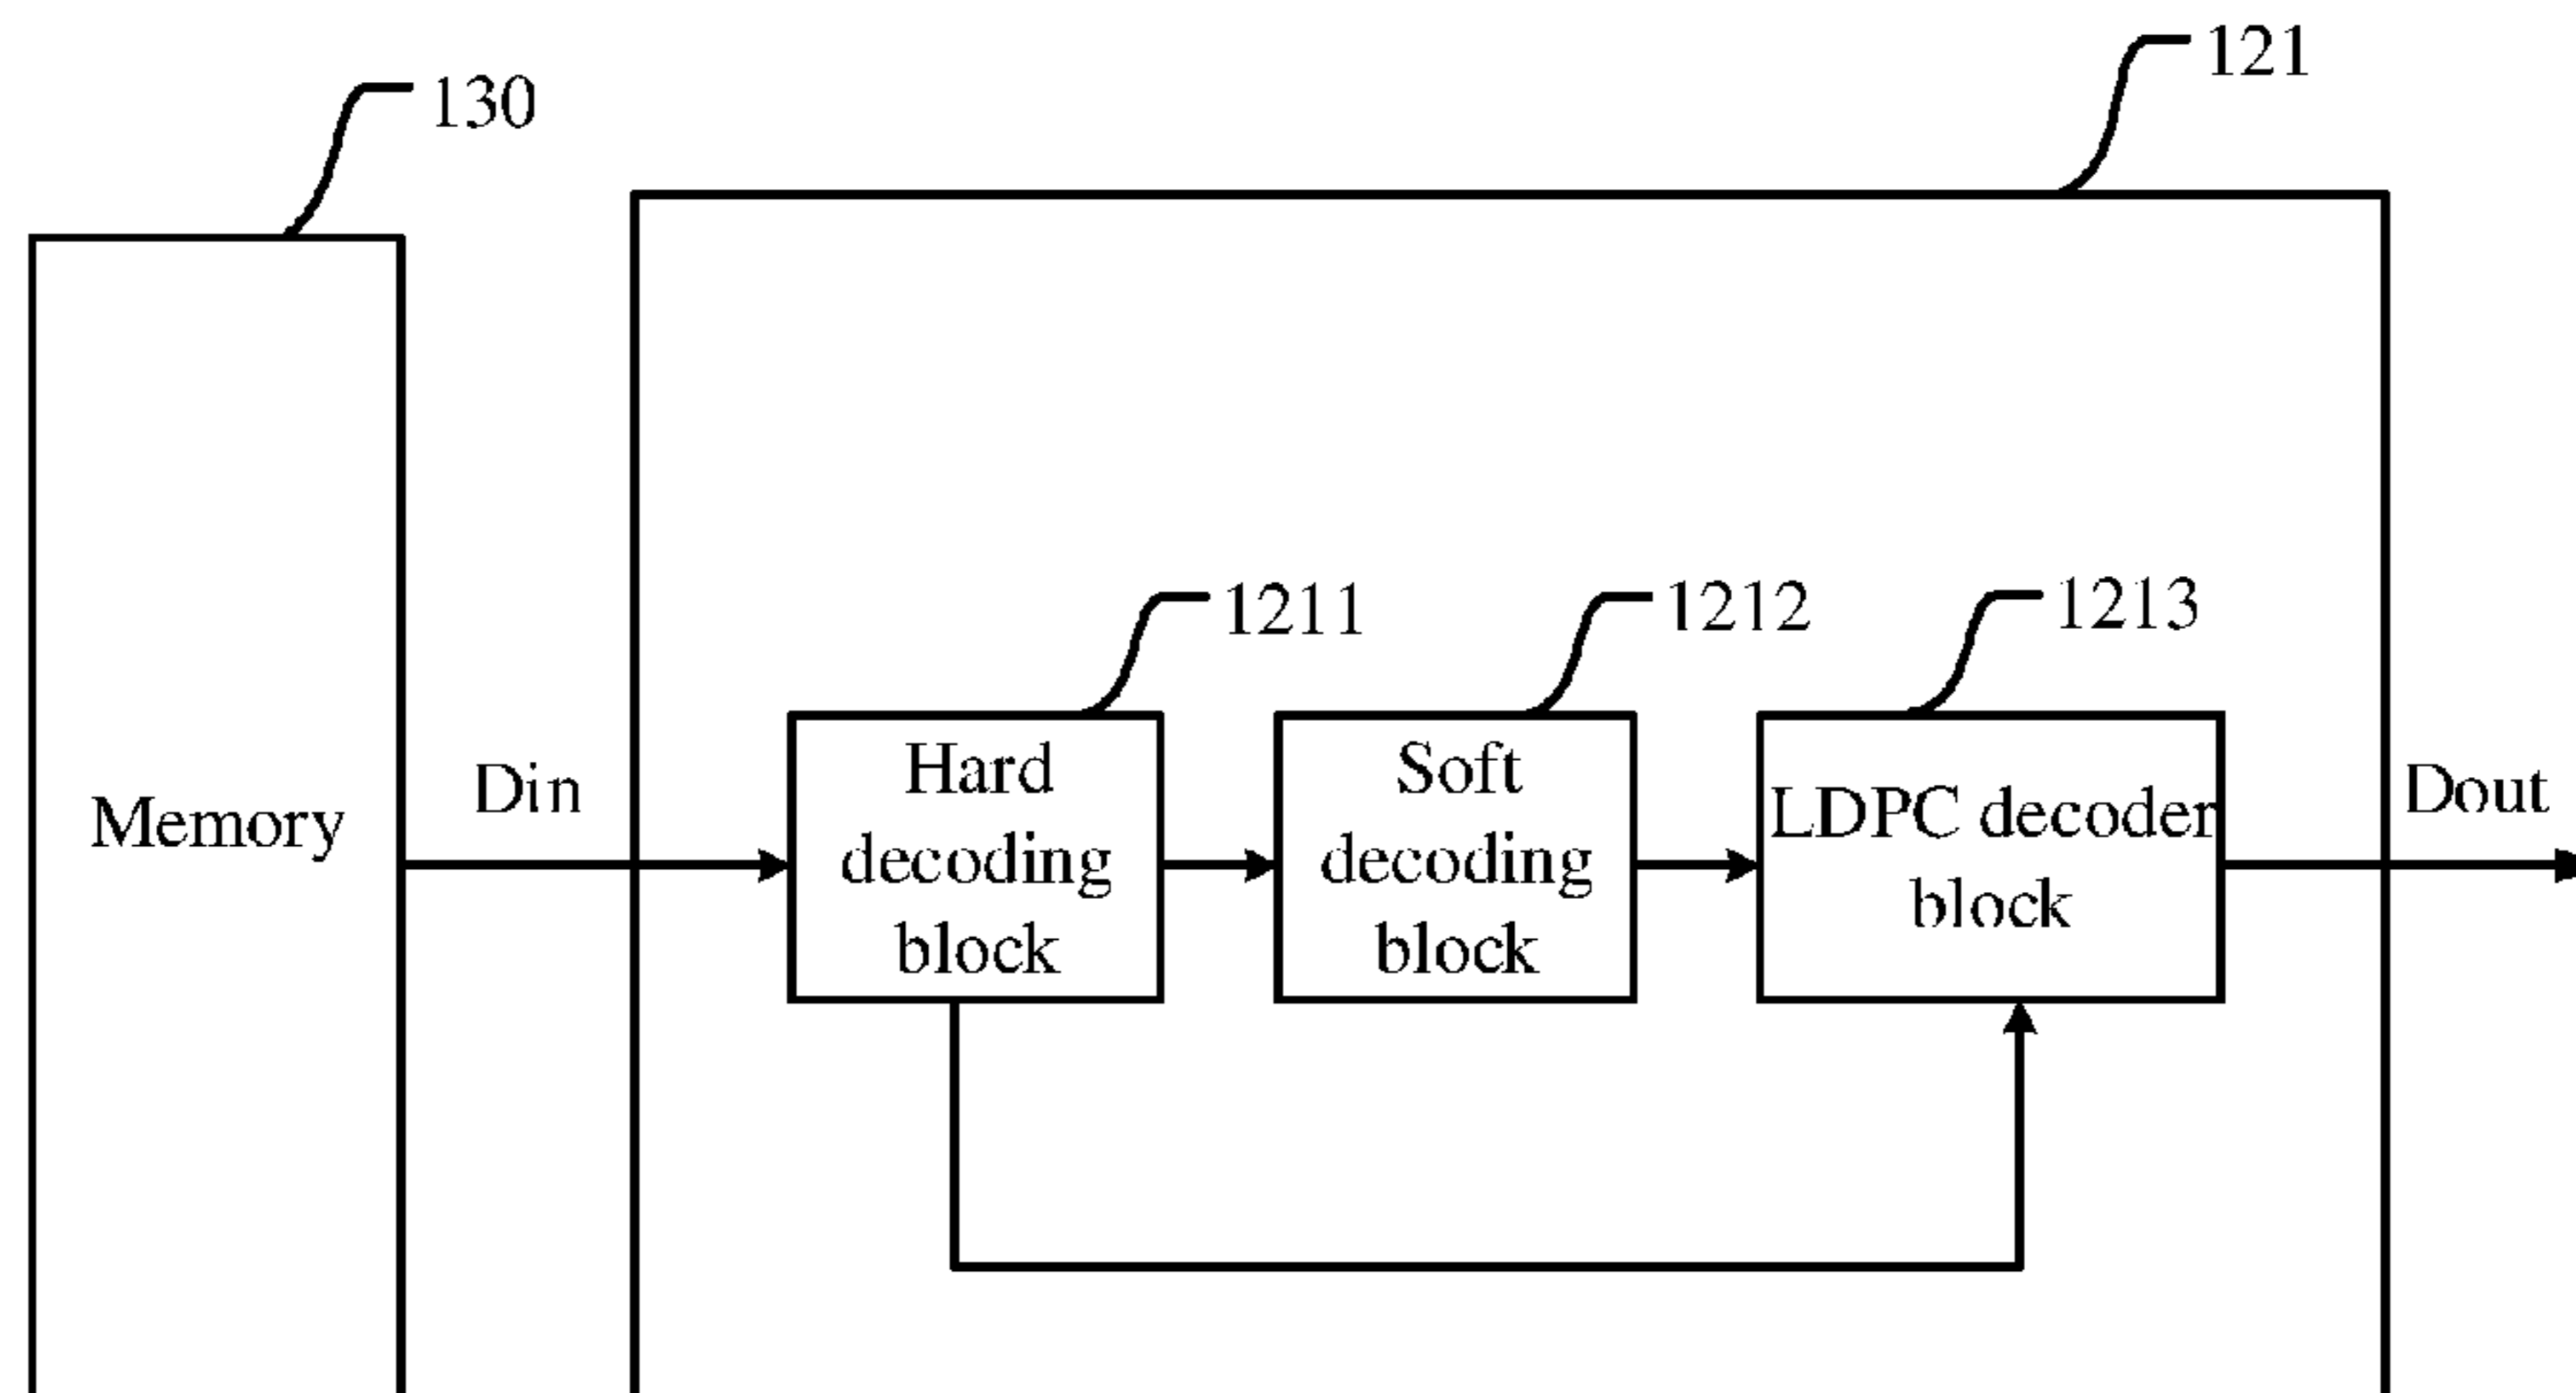 121
130
1211
1212
1213
Hard
decoding
block
Soft
decoding
block
LDPC decoder
block
Memory
Din
Dout